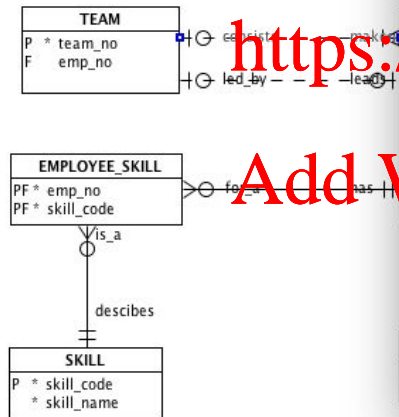 TEAM
P * team_no
F emp_no
consist
makes
https:/
led_by
leads
EMPLOYEE_SKILL
PF * emp_no
PF * skill_code
for_a
has
Add
is_a
descibes
SKILL
P * skill_code
* skill_name